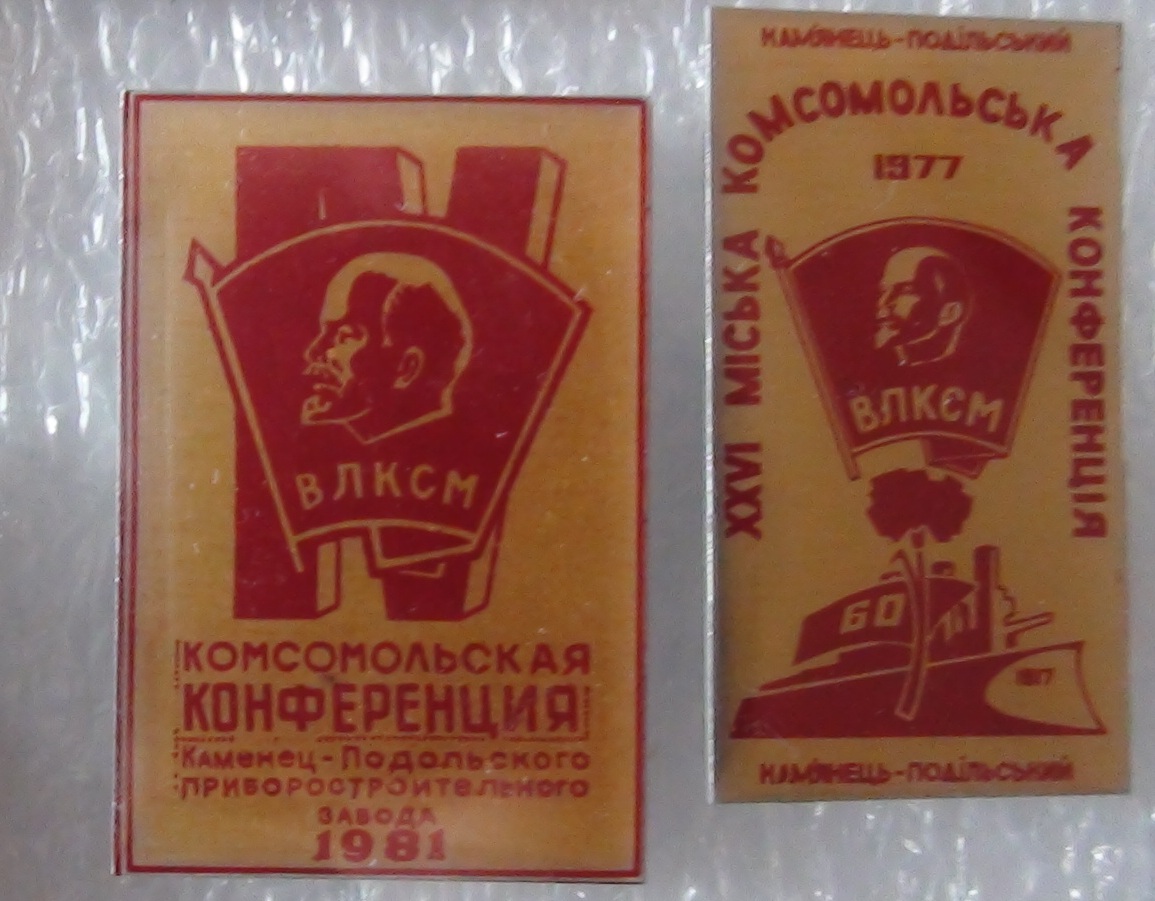 ВЛКСМ
КОМСОМОЛЬСКАЯ
КОНФЕРЕНЦИЯ
Каменец-Подольского
приборостроительного
завода
1981
КАМ'ЯНЕЦЬ-ПОДІЛЬСЬКИЙ
XXVI МІСЬКА КОМСОМОЛЬСЬКА КОНФЕРЕНЦІЯ
1977
ВЛКСМ
60
1917
КАМ'ЯНЕЦЬ-ПОДІЛЬСЬКИЙ